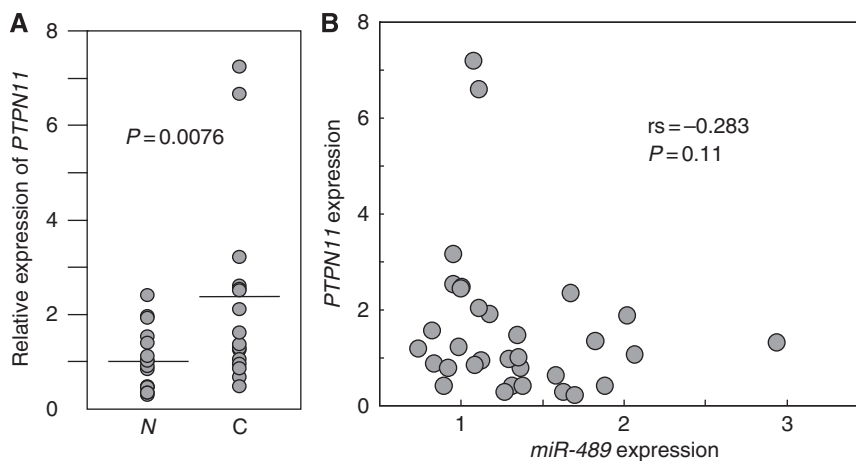 A
Relative expression of PTPN11
8
6
4
2
0
P=0.0076
N C
B
PTPN11 expression
8
6
4
2
0
rs=–0.283
P=0.11
1 2 3
miR-489 expression